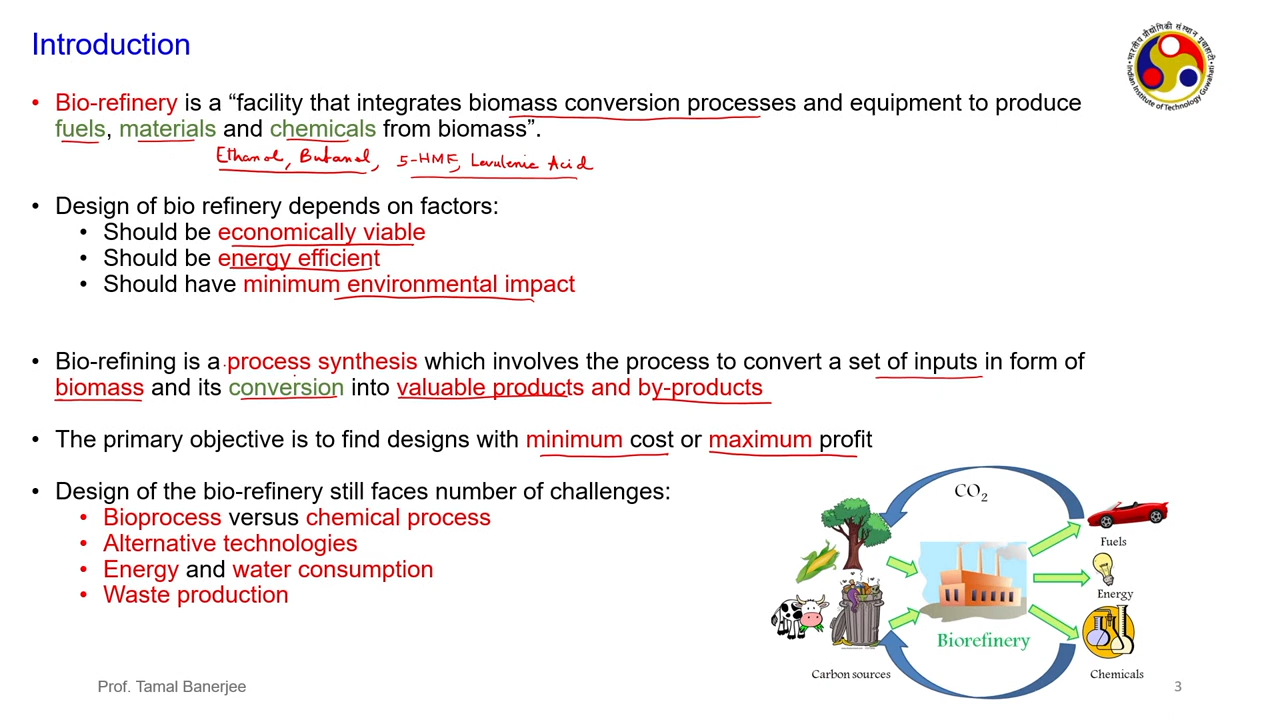 Introduction
• Bio-refinery is a “facility that integrates biomass conversion processes and equipment to produce
fuels, materials and chemicals from biomass”.
Ethanol, Butanol, 5-HMF, Levulenic Acid
• Design of bio refinery depends on factors:
• Should be economically viable
• Should be energy efficient
• Should have minimum environmental impact
• Bio-refining is a process synthesis which involves the process to convert a set of inputs in form of
biomass and its conversion into valuable products and by-products
• The primary objective is to find designs with minimum cost or maximum profit
• Design of the bio-refinery still faces number of challenges:
• Bioprocess versus chemical process
• Alternative technologies
• Energy and water consumption
• Waste production
CO2
Fuels
Energy
Biorefinery
Carbon sources
Chemicals
Prof. Tamal Banerjee
3
भारतीय प्रौद्योगिकी संस्थान गुवाहाटी
Indian Institute of Technology Guwahati